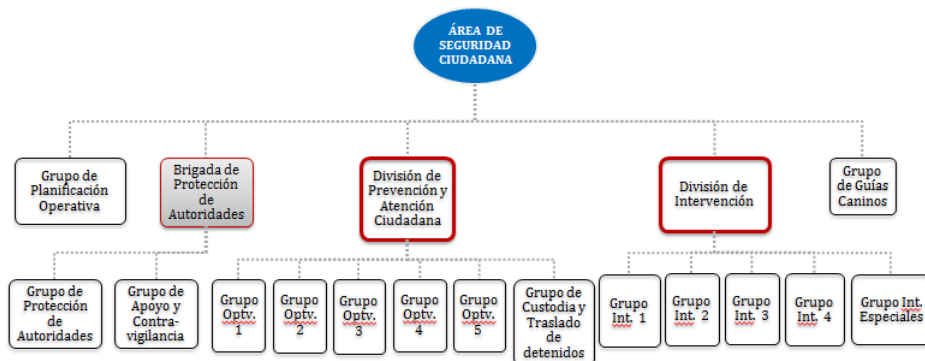 ÁREA DE
SEGURIDAD
CIUDADANA
Grupo de
Planificación
Operativa
Brigada de
Protección
de
Autoridades
División de
Prevención y
Atención
Ciudadana
División de
Intervención
Grupo
de Guías
Caninos
Grupo de
Protección
de
Autoridades
Grupo de
Apoyo y
Contra-
vigilancia
Grupo
Optv.
1
Grupo
Optv.
2
Grupo
Optv.
3
Grupo
Optv.
4
Grupo
Optv.
5
Grupo de
Custodia y
Traslado
de
detenidos
Grupo
Int. 1
Grupo
Int. 2
Grupo
Int. 3
Grupo
Int. 4
Grupo Int.
Especiales